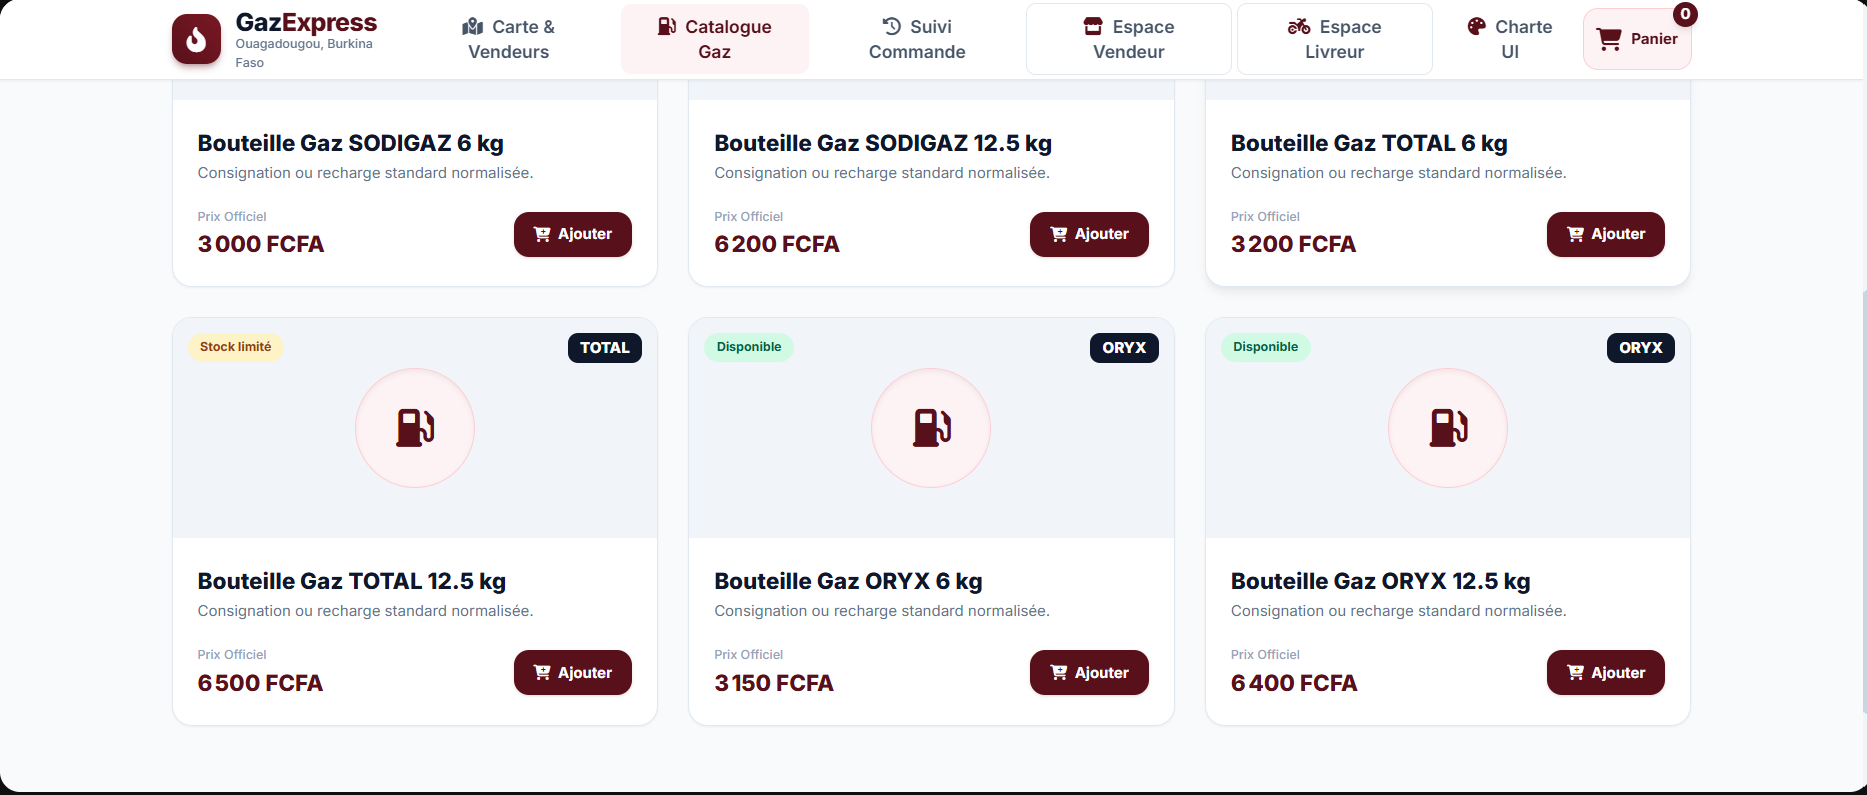 GazExpress
Ouagadougou, Burkina
Faso
Carte &
Vendeurs
Catalogue
Gaz
Suivi
Commande
Espace
Vendeur
Espace
Livreur
Charte
UI
Panier
0
Bouteille Gaz SODIGAZ 6 kg
Consignation ou recharge standard normalisée.
Prix Officiel
3 000 FCFA
Ajouter
Bouteille Gaz SODIGAZ 12.5 kg
Consignation ou recharge standard normalisée.
Prix Officiel
6 200 FCFA
Ajouter
Bouteille Gaz TOTAL 6 kg
Consignation ou recharge standard normalisée.
Prix Officiel
3 200 FCFA
Ajouter
Stock limité
TOTAL
Bouteille Gaz TOTAL 12.5 kg
Consignation ou recharge standard normalisée.
Prix Officiel
6 500 FCFA
Ajouter
Disponible
ORYX
Bouteille Gaz ORYX 6 kg
Consignation ou recharge standard normalisée.
Prix Officiel
3 150 FCFA
Ajouter
Disponible
ORYX
Bouteille Gaz ORYX 12.5 kg
Consignation ou recharge standard normalisée.
Prix Officiel
6 400 FCFA
Ajouter